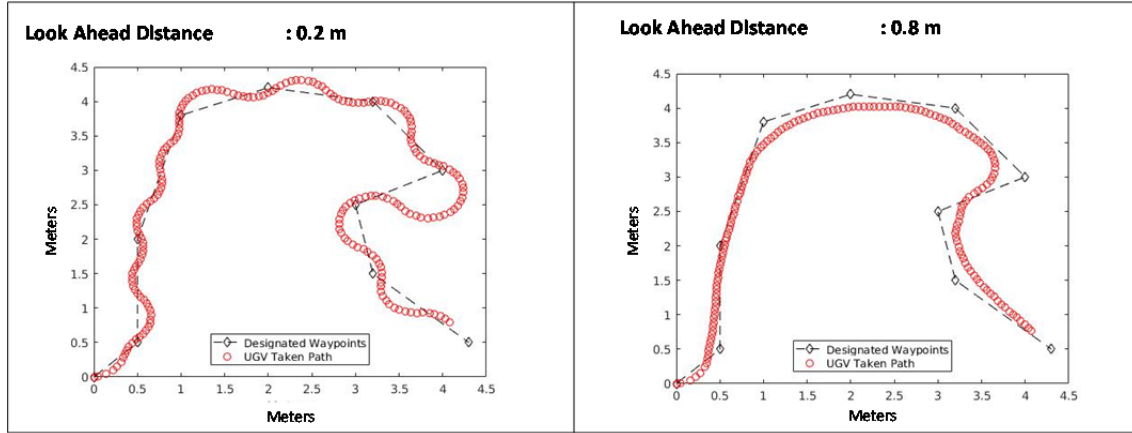 Look Ahead Distance : 0.2 m
4.5
4
3.5
3
2.5
2
1.5
1
0.5
0
Meters
0 0.5 1 1.5 2 2.5 3 3.5 4 4.5
Meters
Designated Waypoints
UGV Taken Path
Look Ahead Distance : 0.8 m
4.5
4
3.5
3
2.5
2
1.5
1
0.5
0
Meters
0 0.5 1 1.5 2 2.5 3 3.5 4 4.5
Meters
Designated Waypoints
UGV Taken Path